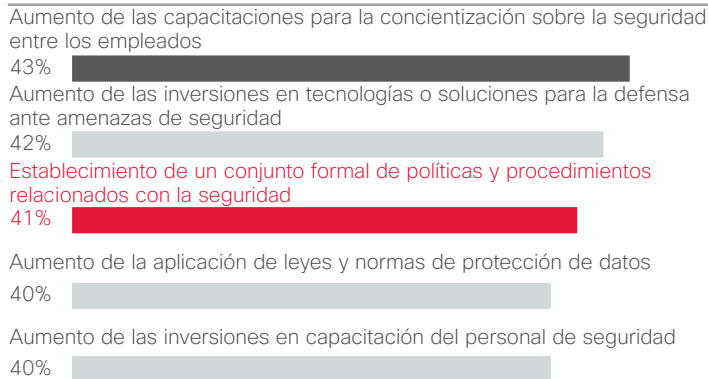 Aumento de las capacitaciones para la concientización sobre la seguridad
entre los empleados
43%
Aumento de las inversiones en tecnologías o soluciones para la defensa
ante amenazas de seguridad
42%
Establecimiento de un conjunto formal de políticas y procedimientos
relacionados con la seguridad
41%
Aumento de la aplicación de leyes y normas de protección de datos
40%
Aumento de las inversiones en capacitación del personal de seguridad
40%